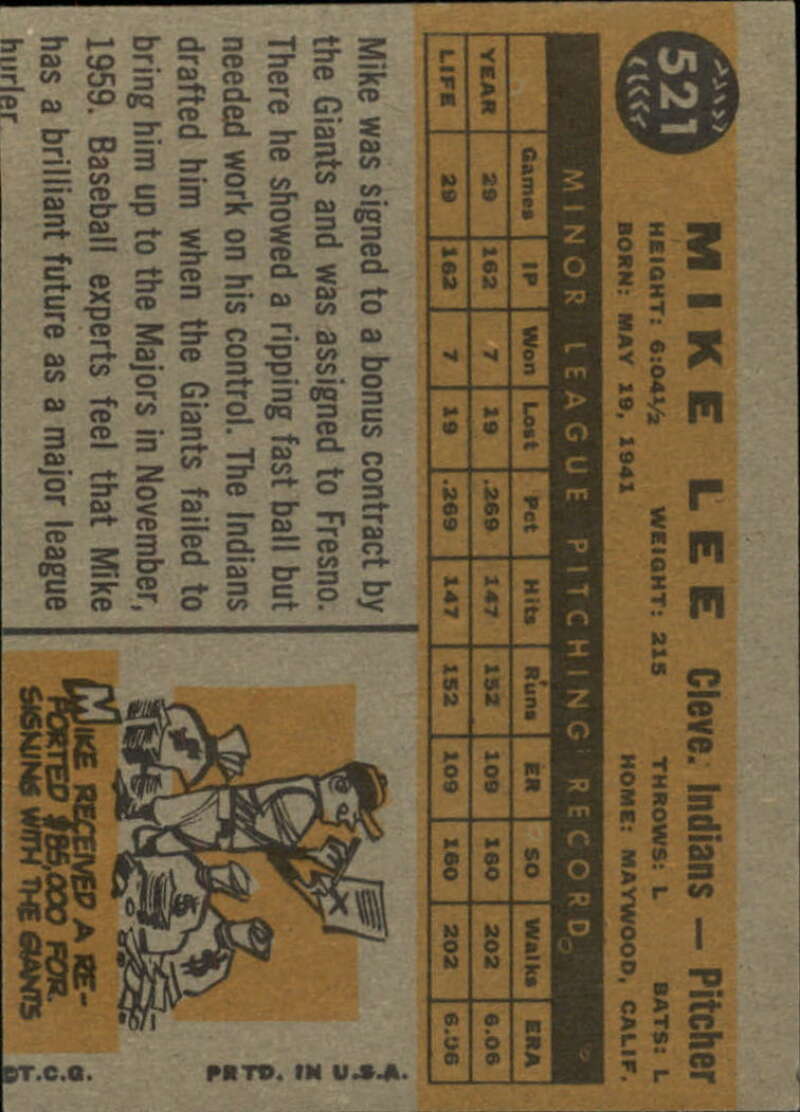 521
MIKE LEE Cleve. Indians — Pitcher
HEIGHT: 6:04½ WEIGHT: 215 THROWS: L BATS: L
BORN: MAY 19, 1941 HOME: MAYWOOD, CALIF.
MINOR LEAGUE PITCHING RECORD
Games IP Won Lost Pct Hits Runs ER SO Walks ERA
YEAR 29 162 7 19 .269 147 152 109 160 202 6.06
LIFE 29 162 7 19 .269 147 152 109 160 202 6.06
Mike was signed to a bonus contract by
the Giants and was assigned to Fresno.
There he showed a ripping fast ball but
needed work on his control. The Indians
drafted him when the Giants failed to
bring him up to the Majors in November,
1959. Baseball experts feel that Mike
has a brilliant future as a major league
hurler.
MIKE RECEIVED A RE-
PORTED $85,000 FOR
SIGNING WITH THE GIANTS
T.C.G. PRTD. IN U.S.A.